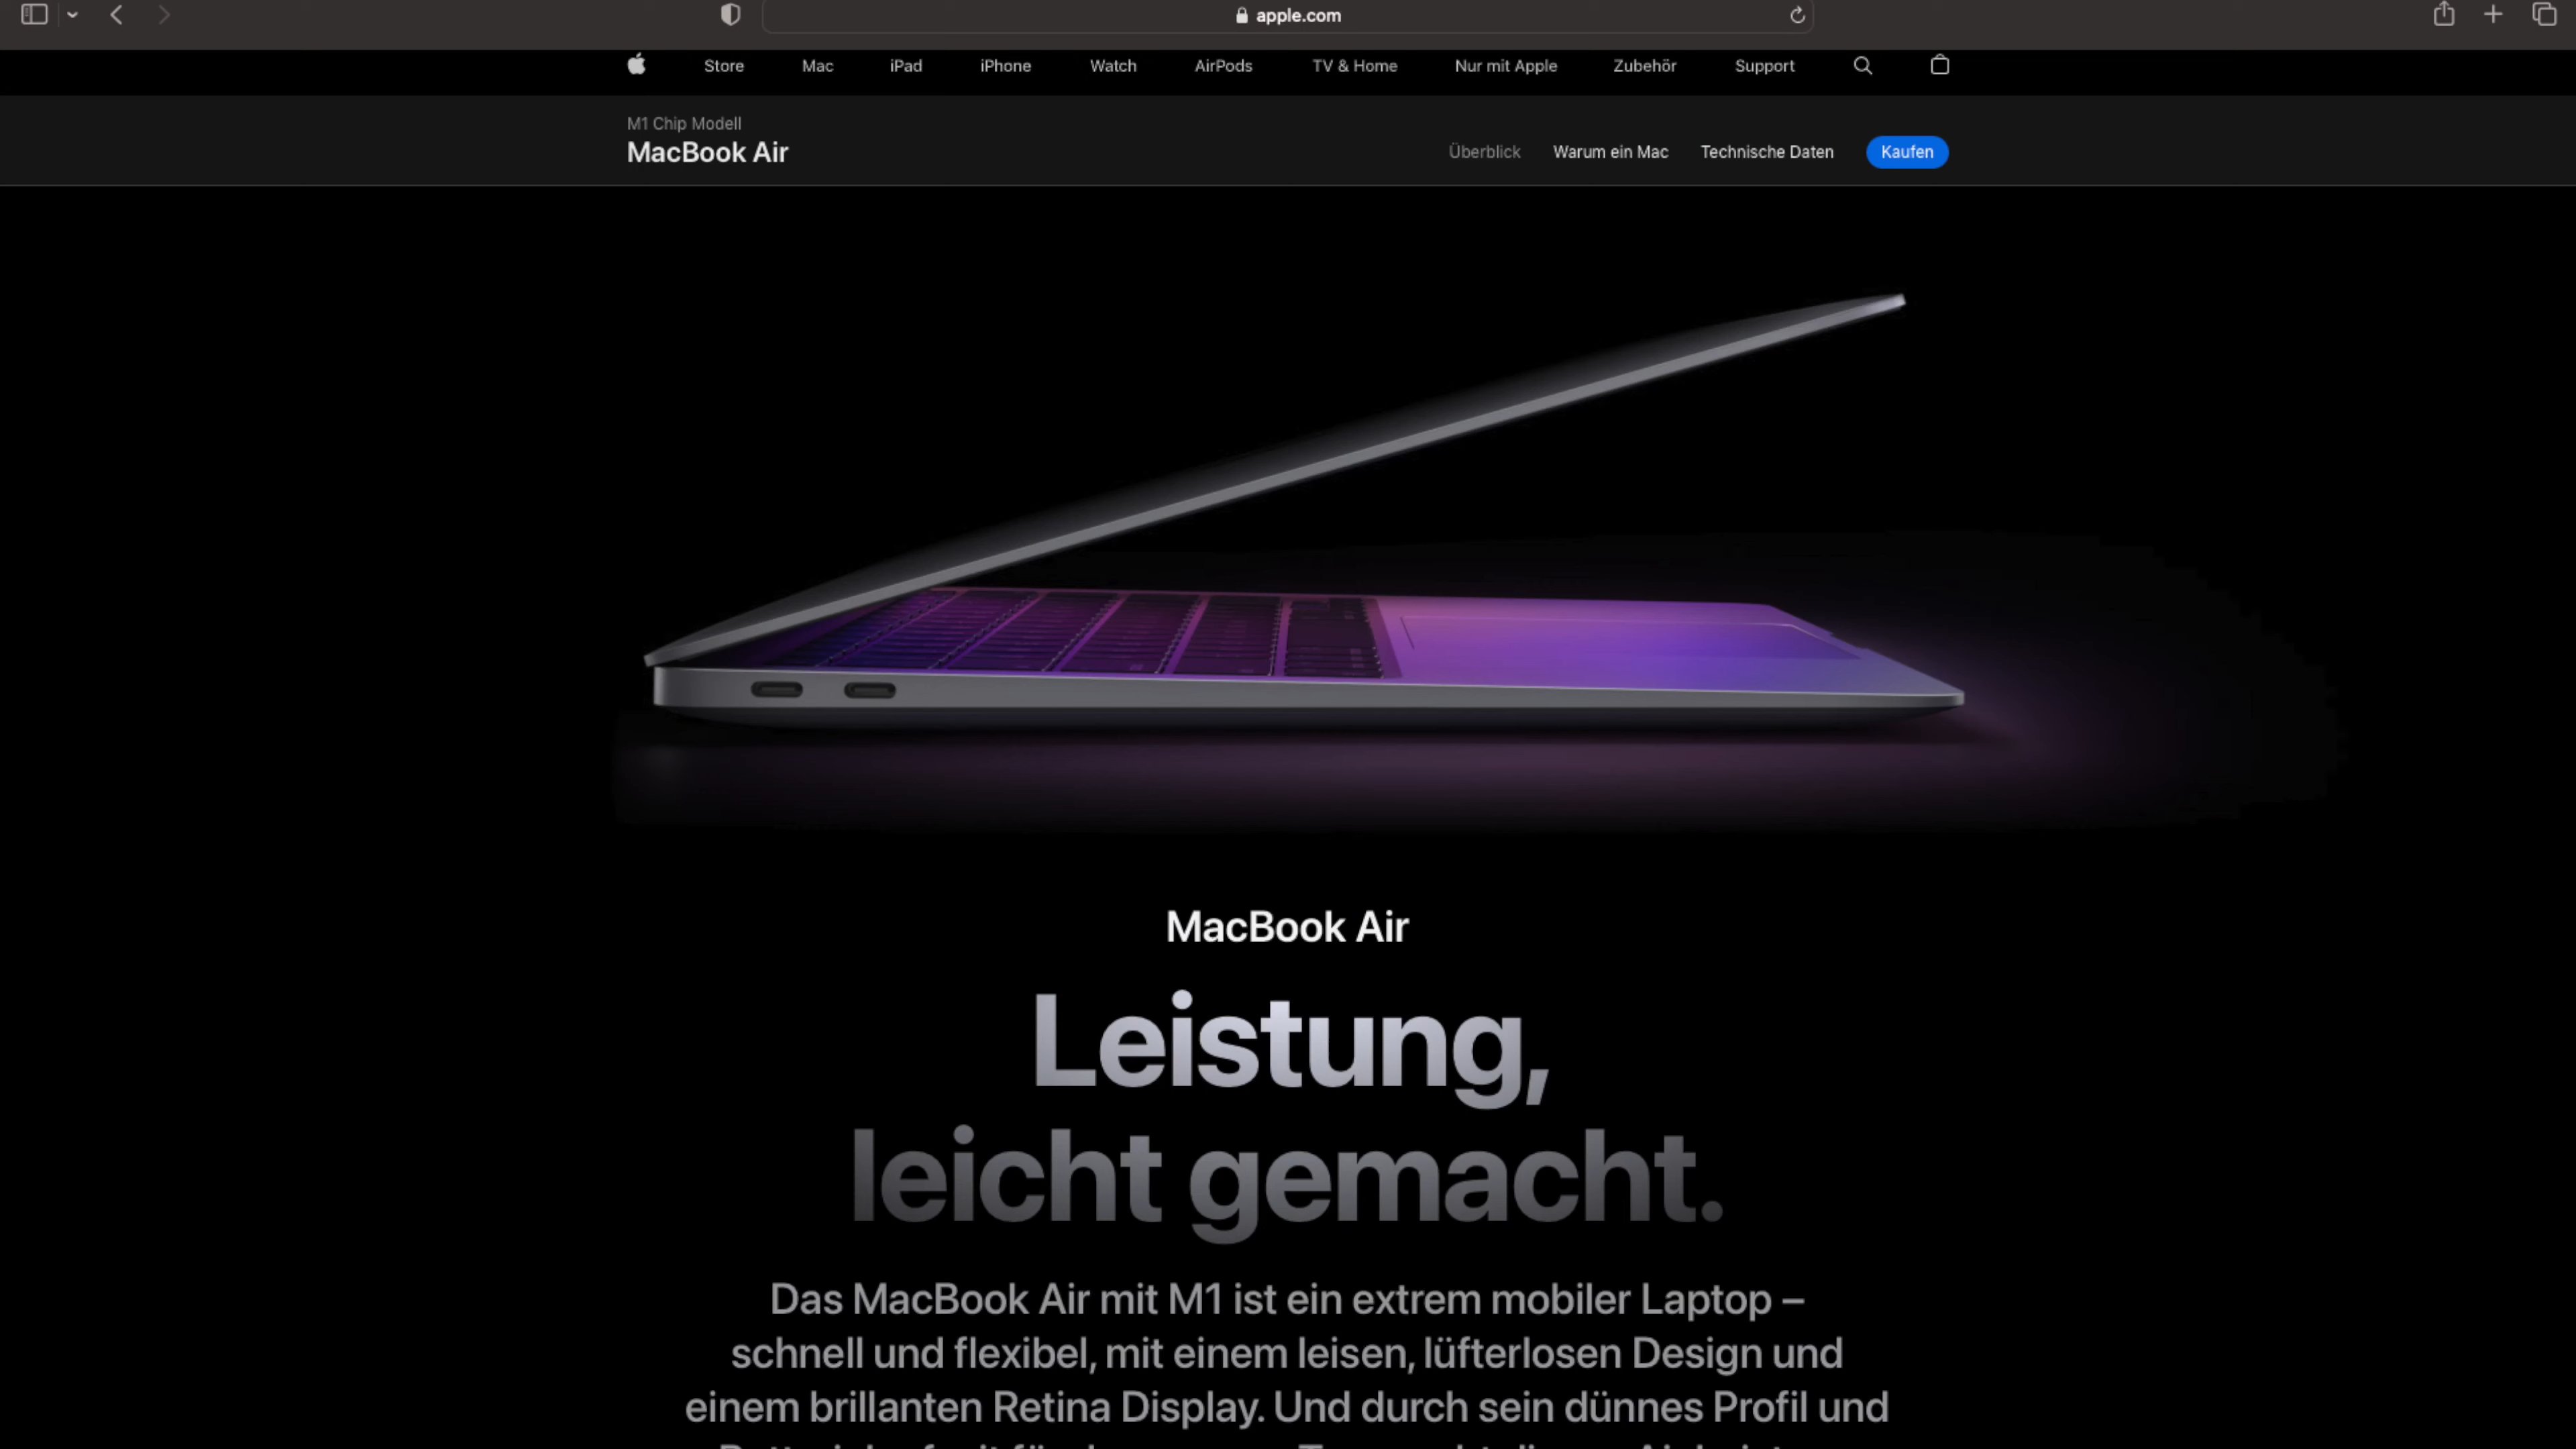 apple.com
Store Mac iPad iPhone Watch AirPods TV & Home Nur mit Apple Zubehör Support
M1 Chip Modell
MacBook Air
Überblick Warum ein Mac Technische Daten Kaufen
MacBook Air
Leistung,
leicht gemacht.
Das MacBook Air mit M1 ist ein extrem mobiler Laptop –
schnell und flexibel, mit einem leisen, lüfterlosen Design und
einem brillanten Retina Display. Und durch sein dünnes Profil und